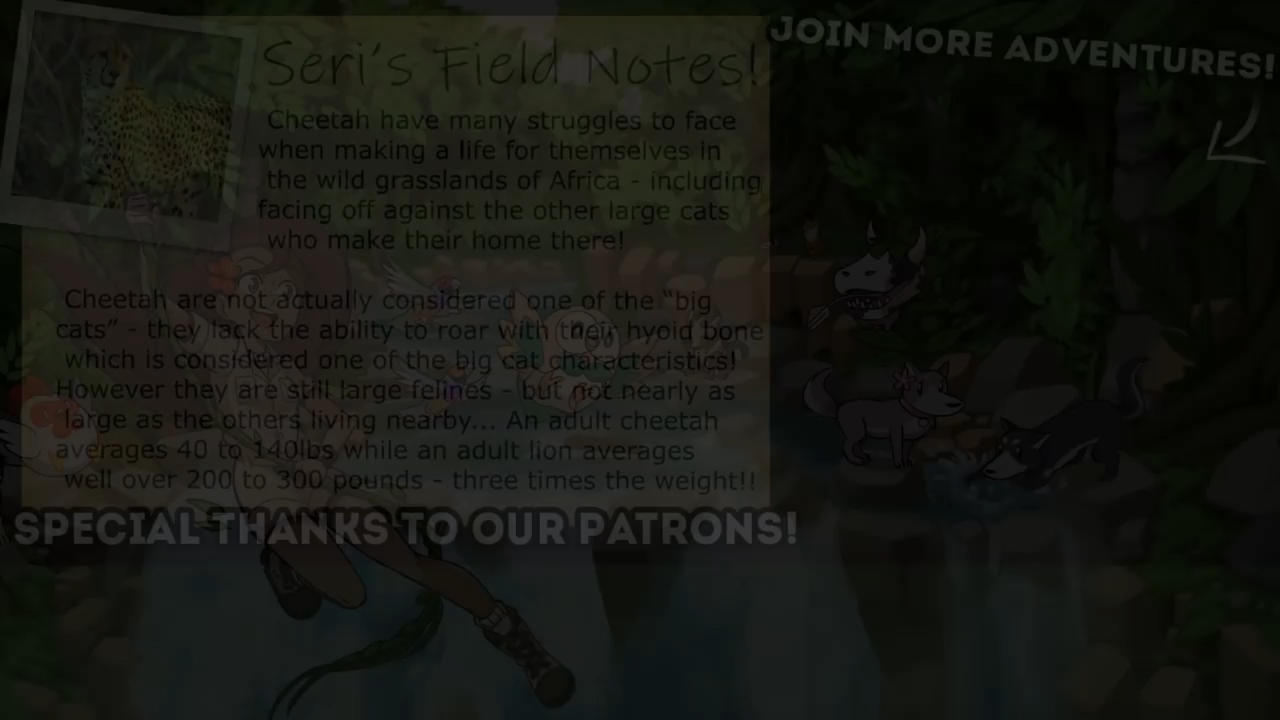 Seri's Field Notes!
JOIN MORE ADVENTURES!
Cheetah have many struggles to face
when making a life for themselves in
the wild grasslands of Africa - including
facing off against the other large cats
who make their home there!
Cheetah are not actually considered one of the “big
cats” - they lack the ability to roar with their hyoid bone
which is considered one of the big cat characteristics!
However they are still large felines - but not nearly as
large as the others living nearby... An adult cheetah
averages 40 to 140lbs while an adult lion averages
well over 200 to 300 pounds - three times the weight!!
SPECIAL THANKS TO OUR PATRONS!